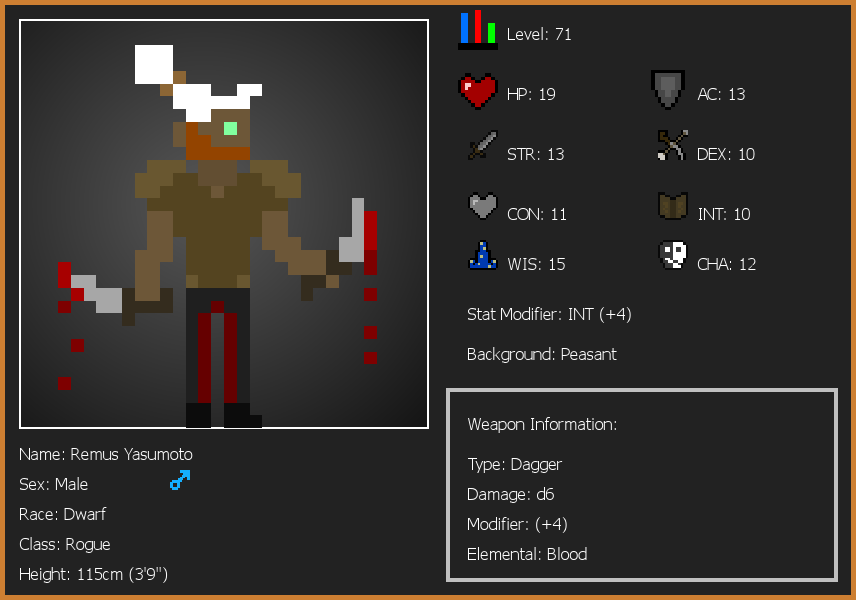 Level: 71
HP: 19
AC: 13
STR: 13
DEX: 10
CON: 11
INT: 10
WIS: 15
CHA: 12
Stat Modifier: INT (+4)
Background: Peasant
Weapon Information:
Type: Dagger
Damage: d6
Modifier: (+4)
Elemental: Blood
Name: Remus Yasumoto
Sex: Male
Race: Dwarf
Class: Rogue
Height: 115cm (3'9")